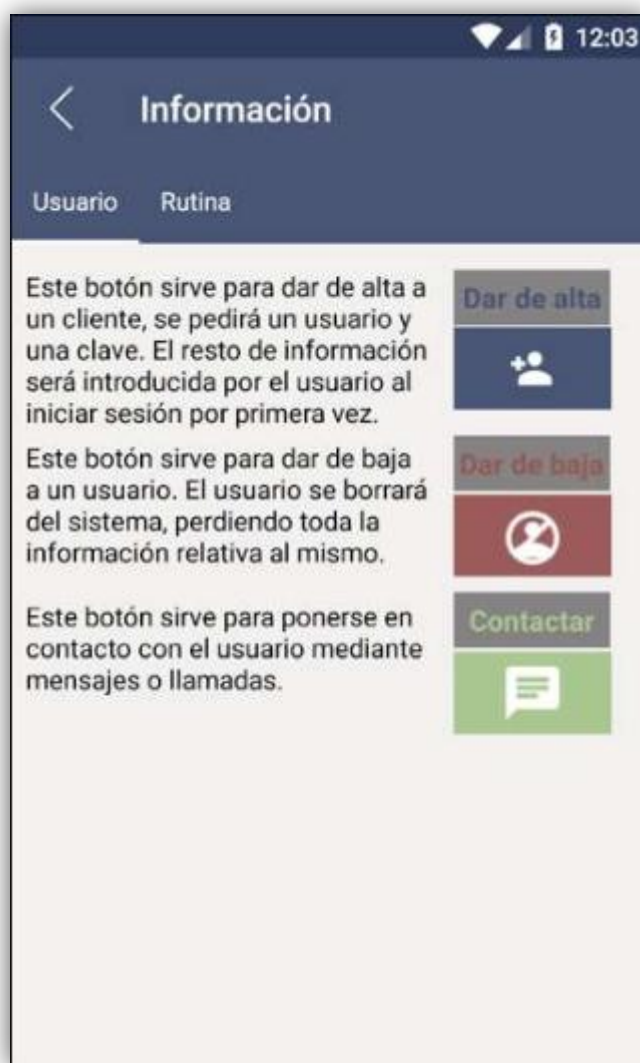 12:03
Información
Usuario Rutina
Este botón sirve para dar de alta a
un cliente, se pedirá un usuario y
una clave. El resto de información
será introducida por el usuario al
iniciar sesión por primera vez.
Dar de alta
Este botón sirve para dar de baja
a un usuario. El usuario se borrará
del sistema, perdiendo toda la
información relativa al mismo.
Dar de baja
Este botón sirve para ponerse en
contacto con el usuario mediante
mensajes o llamadas.
Contactar